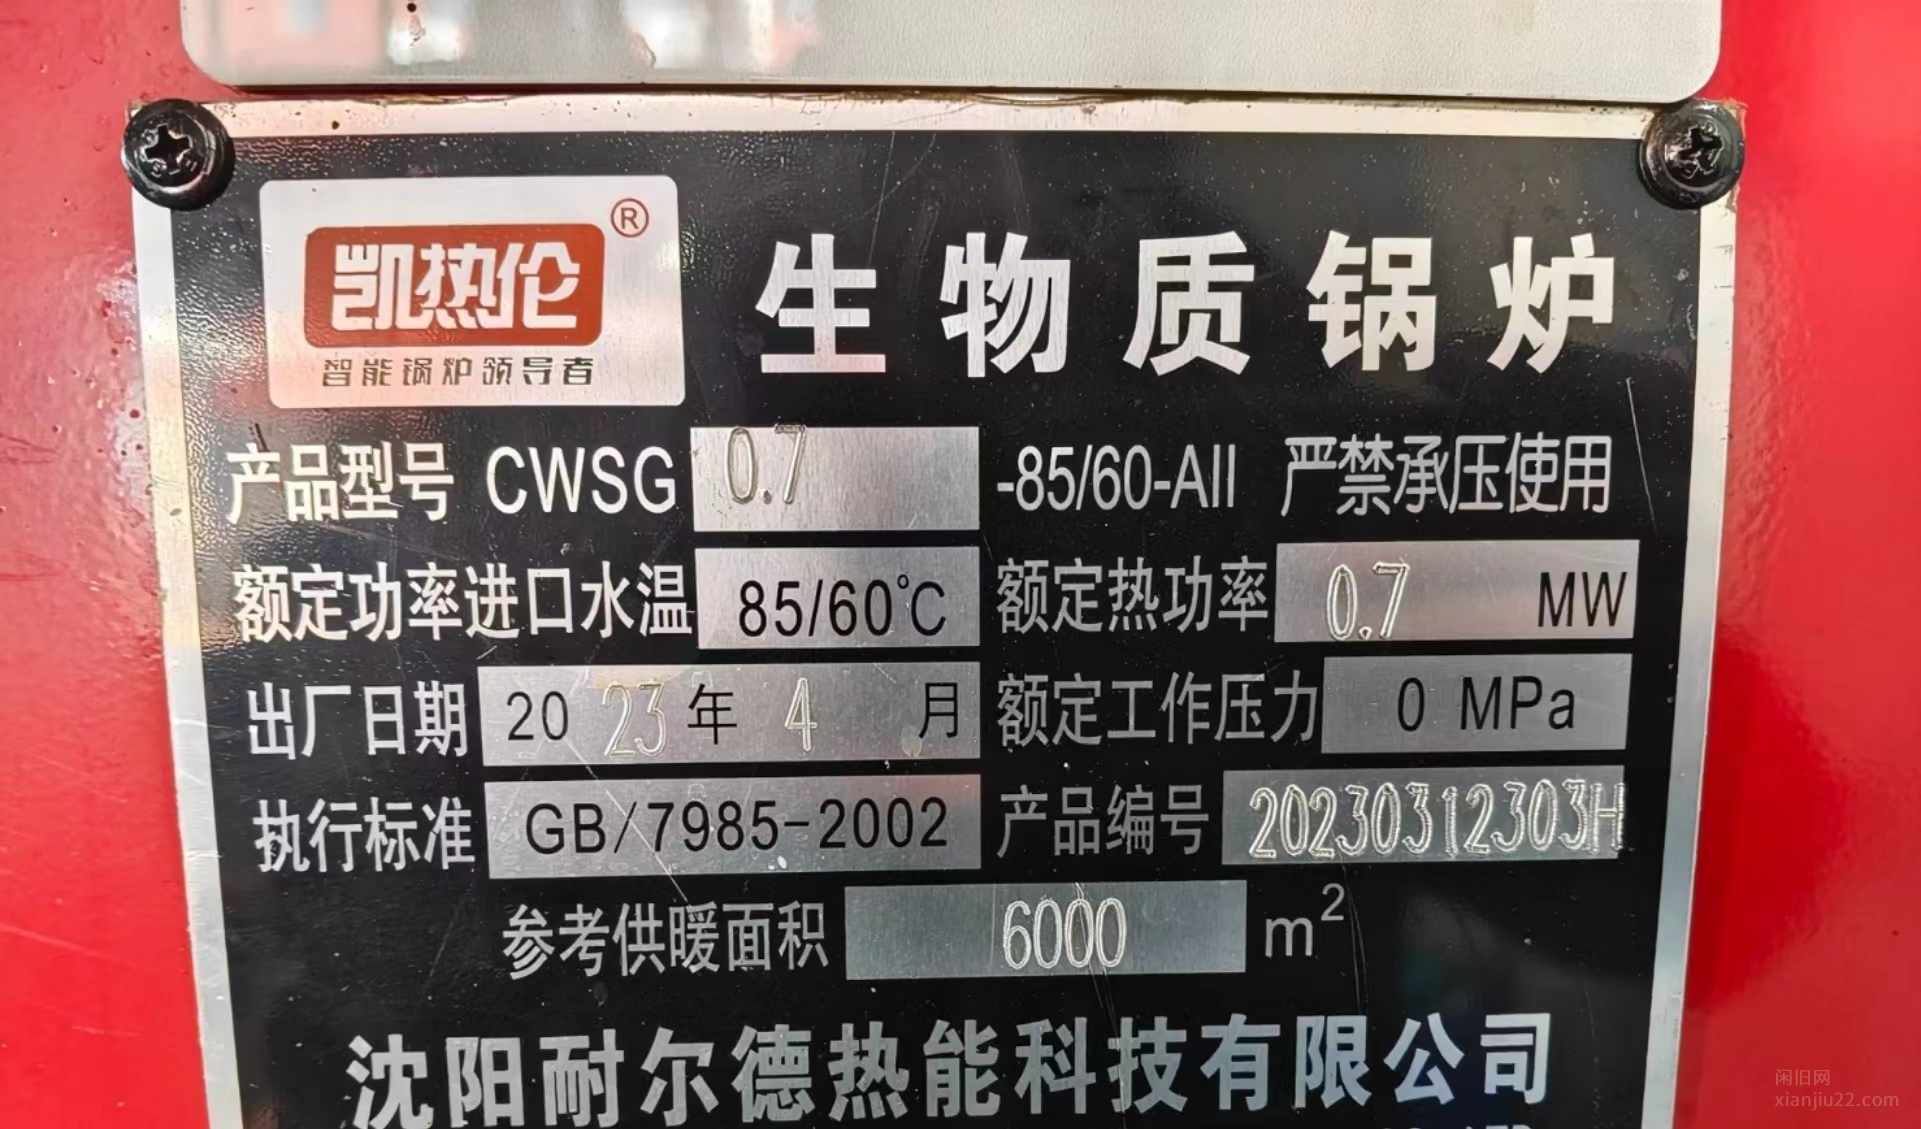 凯热伦®
智能锅炉领导者
生物质锅炉
产品型号 CWSG 0.7 -85/60-AII 严禁承压使用
额定功率进口水温 85/60℃ 额定热功率 0.7 MW
出厂日期 2023年4月 额定工作压力 0 MPa
执行标准 GB/7985-2002 产品编号 20230312303H
参考供暖面积 6000 m²
沈阳耐尔德热能科技有限公司
闲旧网
xianjiu22.com